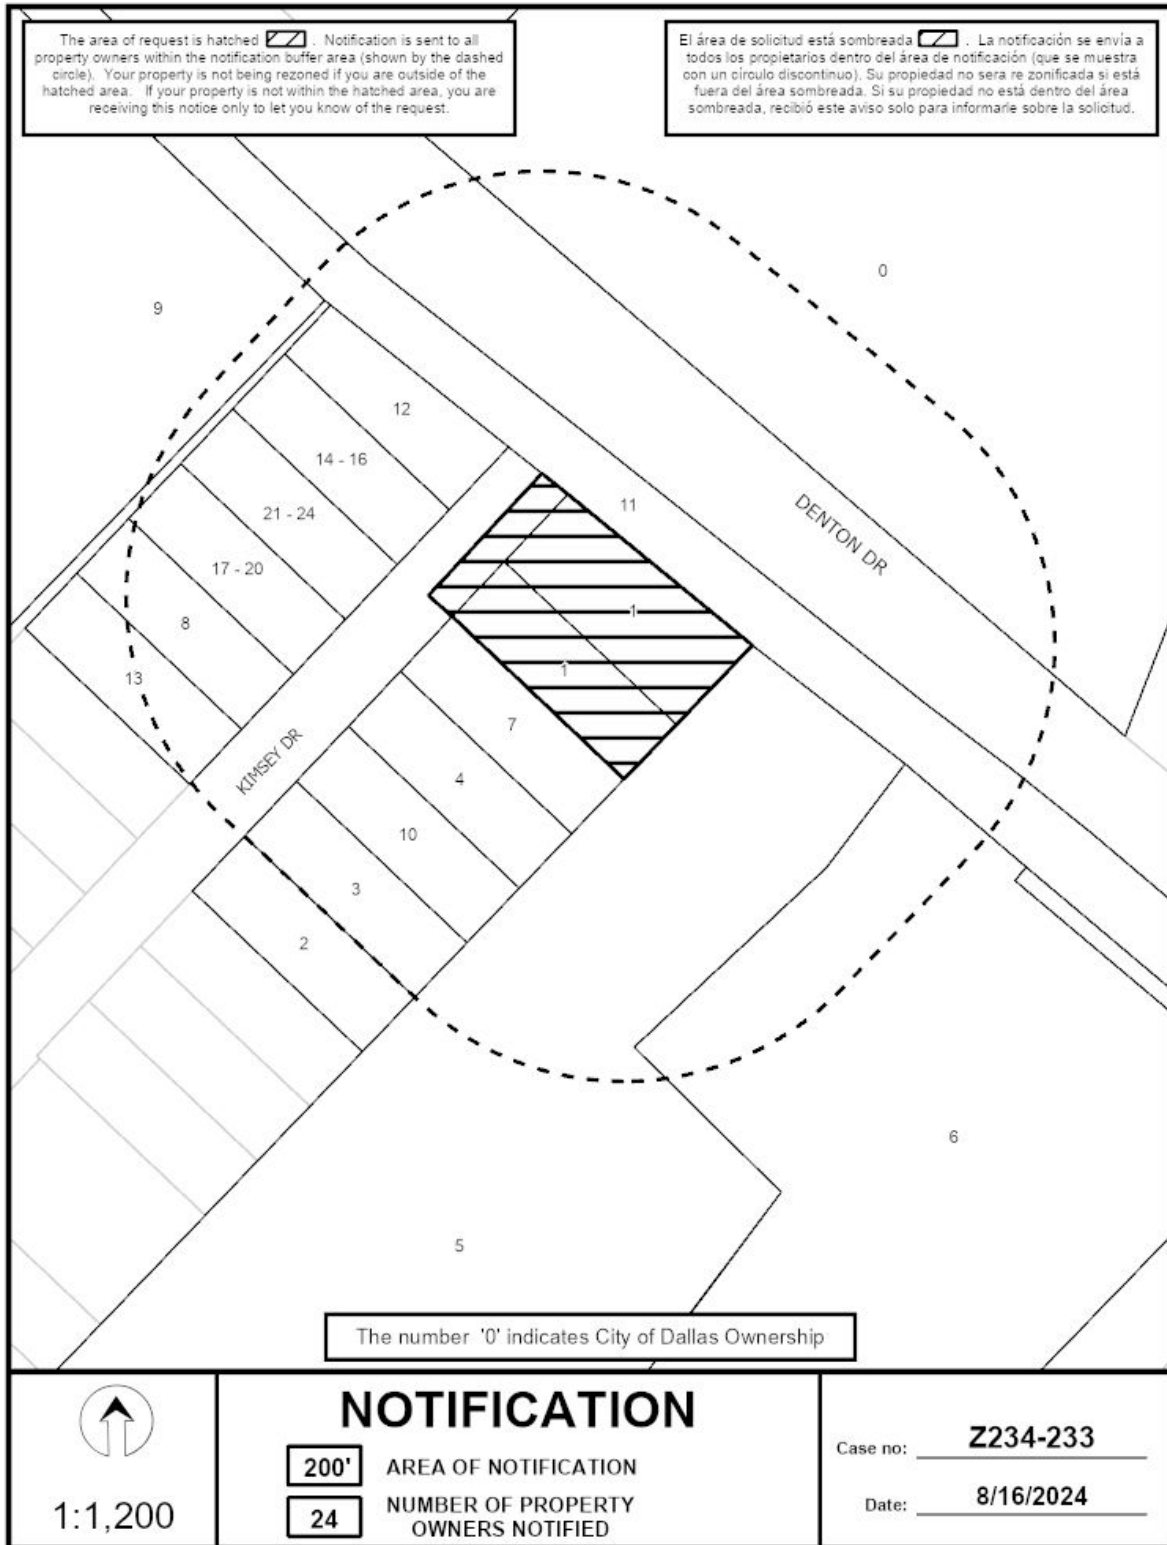 The area of request is hatched . Notification is sent to all
property owners within the notification buffer area (shown by the dashed
circle). Your property is not being rezoned if you are outside of the
hatched area. If your property is not within the hatched area, you are
receiving this notice only to let you know of the request.
El área de solicitud está sombreada . La notificación se envía a
todos los propietarios dentro del área de notificación (que se muestra
con un círculo discontinuo). Su propiedad no sera re zonificada si está
fuera del área sombreada. Si su propiedad no está dentro del área
sombreada, recibió este aviso solo para informarle sobre la solicitud.
0
9
12
14 - 16
11
21 - 24
DENTON DR
17 - 20
1
8
1
13
7
KIMSEY DR
4
10
3
2
6
5
The number '0' indicates City of Dallas Ownership
1:1,200
NOTIFICATION
200' AREA OF NOTIFICATION
24 NUMBER OF PROPERTY
OWNERS NOTIFIED
Case no: Z234-233
Date: 8/16/2024